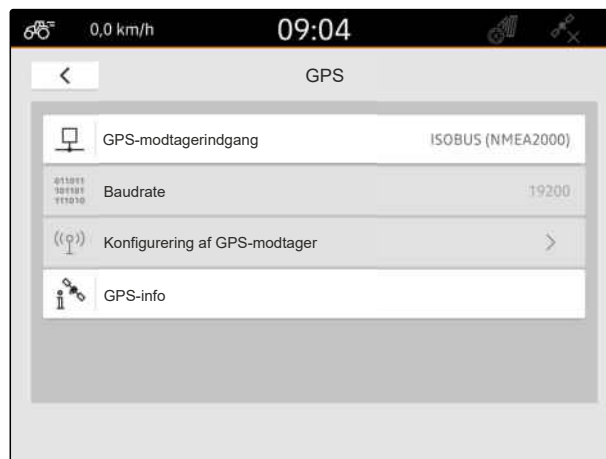 0,0 km/h 09:04
GPS
GPS-modtagerindgang ISOBUS (NMEA2000)
011011
101101
111010
Baudrate 19200
Konfigurering af GPS-modtager
GPS-info